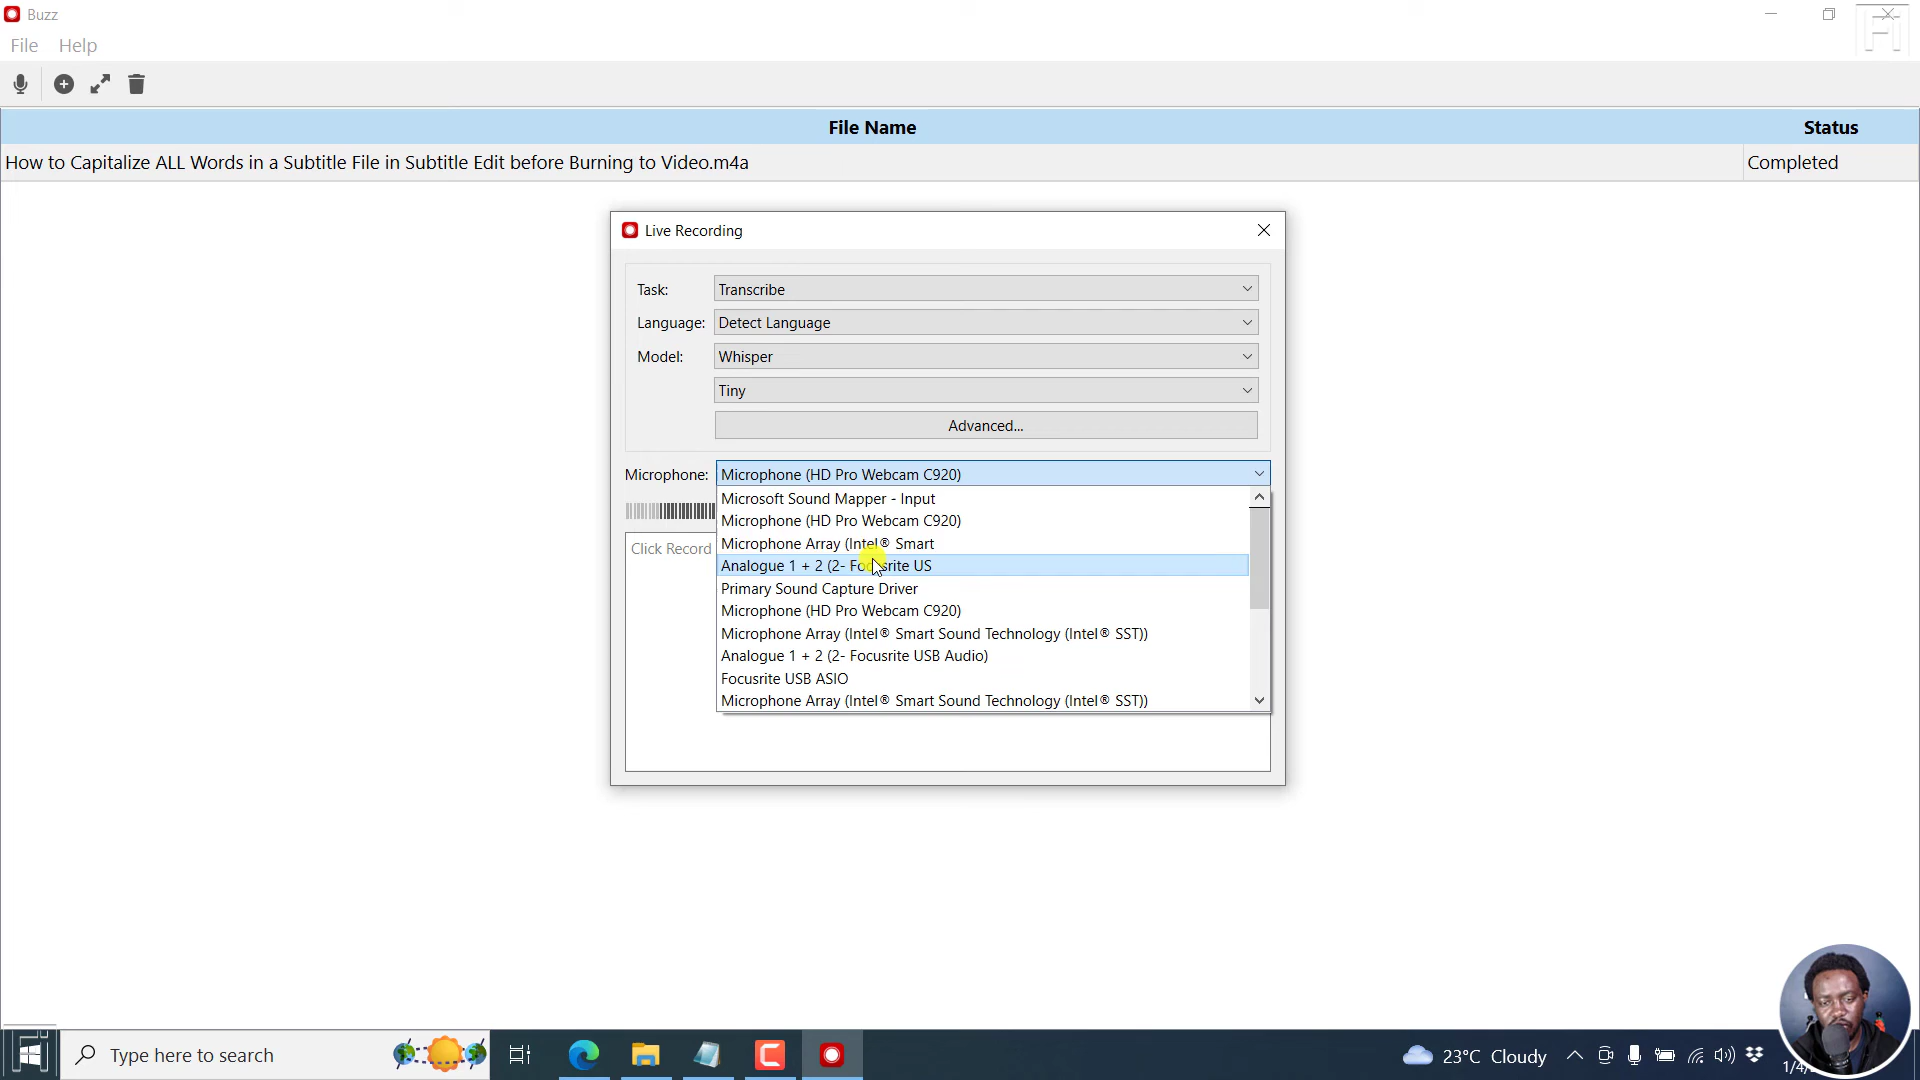 Buzz
File Help
File Name Status
How to Capitalize ALL Words in a Subtitle File in Subtitle Edit before Burning to Video.m4a Completed
Live Recording
Task: Transcribe
Language: Detect Language
Model: Whisper
Tiny
Advanced...
Microphone: Microphone (HD Pro Webcam C920)
Microsoft Sound Mapper - Input
Microphone (HD Pro Webcam C920)
Click Record
Microphone Array (Intel® Smart
Analogue 1 + 2 (2- Focusrite US
Primary Sound Capture Driver
Microphone (HD Pro Webcam C920)
Microphone Array (Intel® Smart Sound Technology (Intel® SST))
Analogue 1 + 2 (2- Focusrite USB Audio)
Focusrite USB ASIO
Microphone Array (Intel® Smart Sound Technology (Intel® SST))
Type here to search
23°C Cloudy